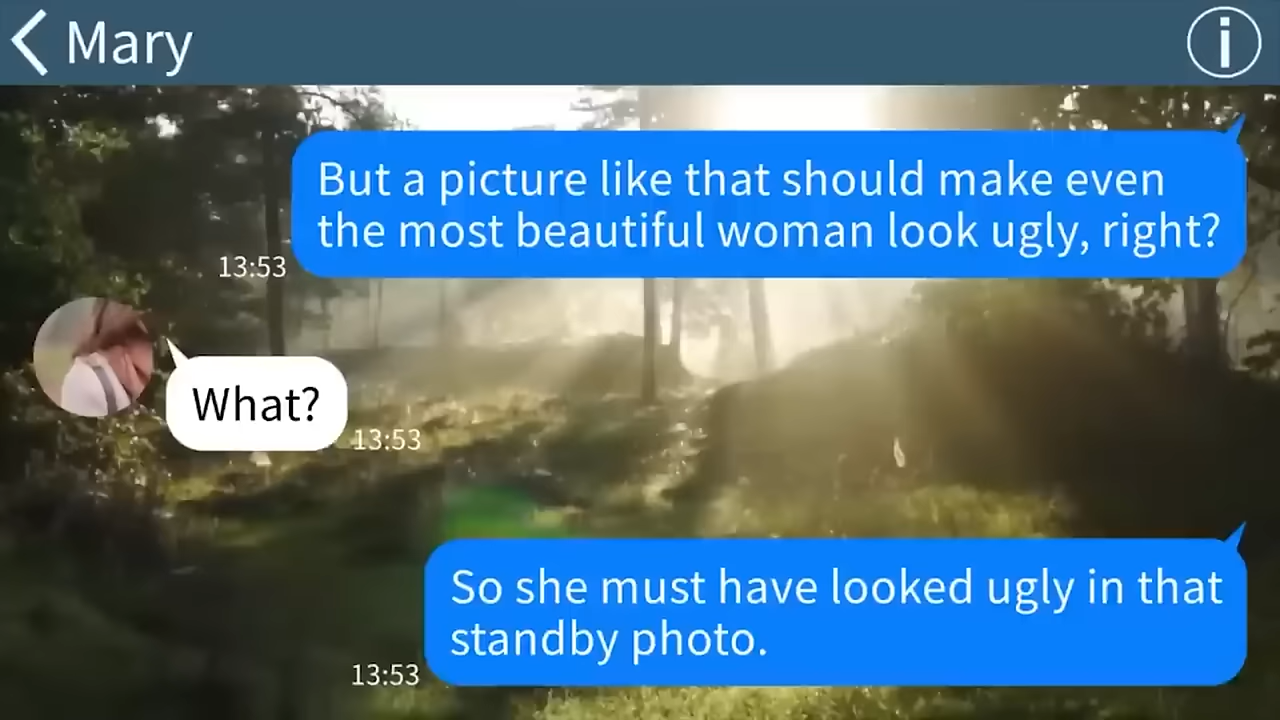 Mary
i
But a picture like that should make even
the most beautiful woman look ugly, right?
13:53
What?
13:53
So she must have looked ugly in that
standby photo.
13:53